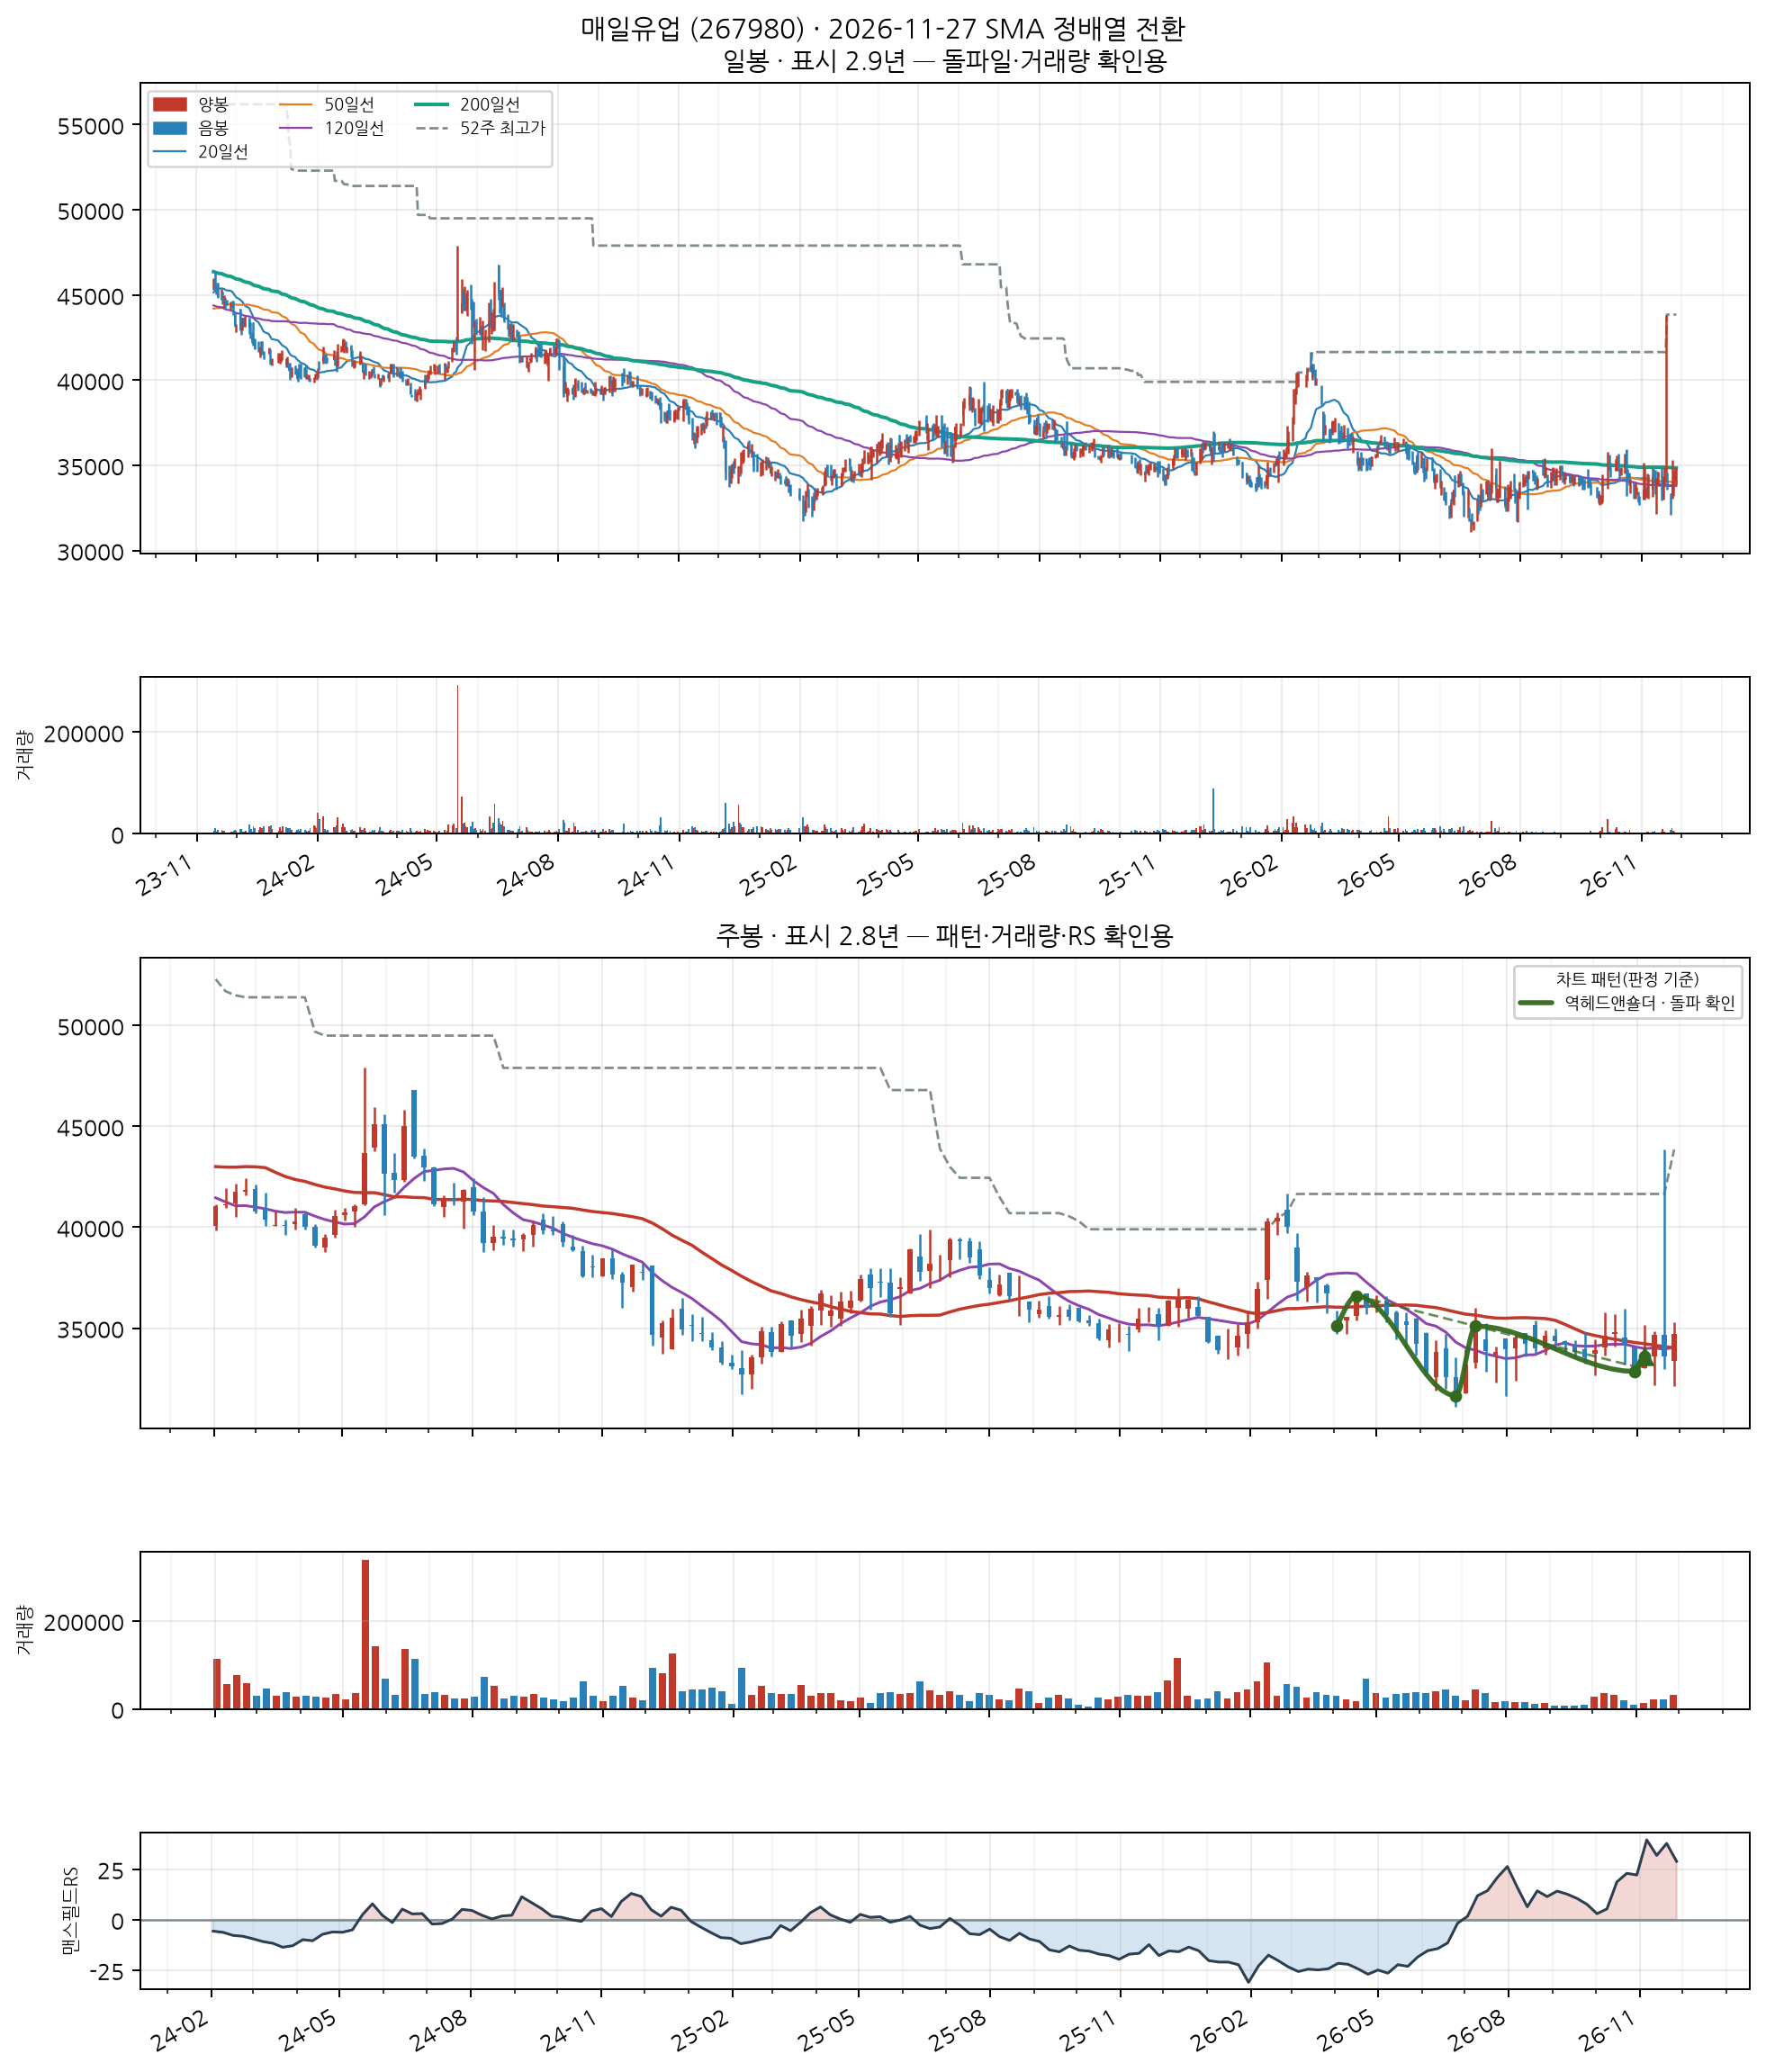 매일유업 (267980) · 2026-11-27 SMA 정배열 전환
일봉 · 표시 2.9년 — 돌파일·거래량 확인용
양봉
음봉
20일선
50일선
120일선
200일선
52주 최고가
55000
50000
45000
40000
35000
30000
거래량
200000
0
23-11
24-02
24-05
24-08
24-11
25-02
25-05
25-08
25-11
26-02
26-05
26-08
26-11
주봉 · 표시 2.8년 — 패턴·거래량·RS 확인용
차트 패턴(판정 기준)
역헤드앤숄더 · 돌파 확인
50000
45000
40000
35000
거래량
200000
0
맨스필드RS
25
0
-25
24-02
24-05
24-08
24-11
25-02
25-05
25-08
25-11
26-02
26-05
26-08
26-11